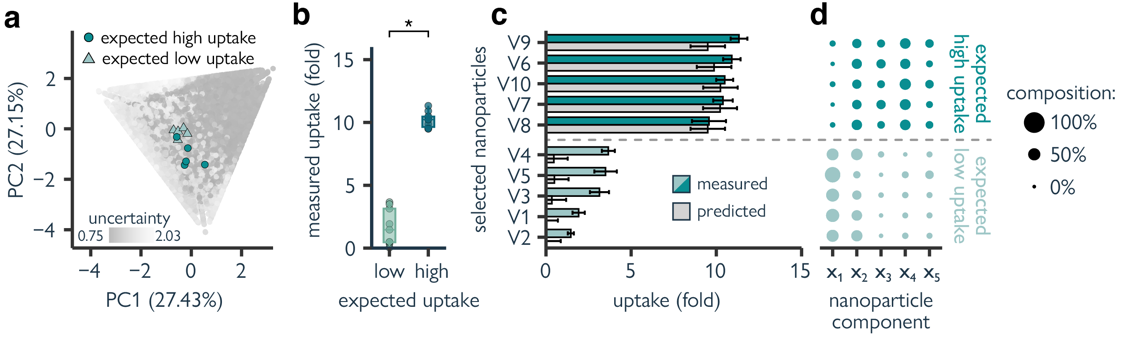 a
expected high uptake
expected low uptake
PC2 (27.15%)
2
0
−2
−4
uncertainty
0.75 2.03
−4 −2 0 2
PC1 (27.43%)
b
*
measured uptake (fold)
15
10
5
0
low high
expected uptake
c
selected nanoparticles
V9
V6
V10
V7
V8
V4
V5
V3
V1
V2
measured
predicted
0 5 10 15
uptake (fold)
d
expected
high uptake
expected
low uptake
x1 x2 x3 x4 x5
nanoparticle
component
composition:
100%
50%
0%